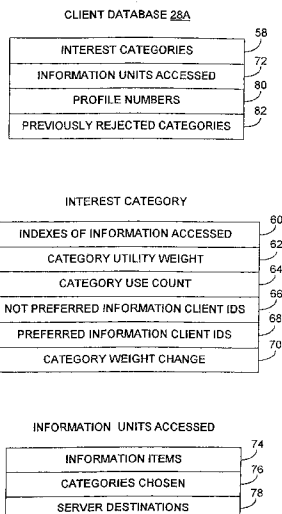 CLIENT DATABASE 28A
58
INTEREST CATEGORIES
72
INFORMATION UNITS ACCESSED
80
PROFILE NUMBERS
82
PREVIOUSLY REJECTED CATEGORIES
INTEREST CATEGORY
60
INDEXES OF INFORMATION ACCESSED
62
CATEGORY UTILITY WEIGHT
64
CATEGORY USE COUNT
66
NOT PREFERRED INFORMATION CLIENT IDS
68
PREFERRED INFORMATION CLIENT IDS
70
CATEGORY WEIGHT CHANGE
INFORMATION UNITS ACCESSED
74
INFORMATION ITEMS
76
CATEGORIES CHOSEN
78
SERVER DESTINATIONS